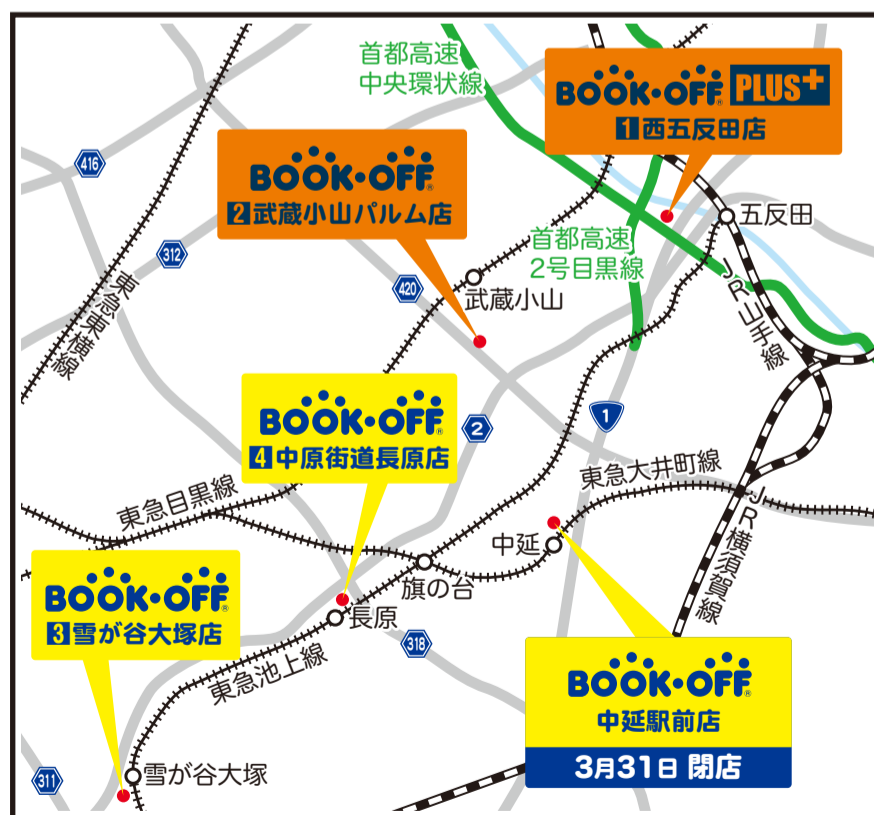 首都高速
中央環状線
BOOK・OFF PLUS+
1 西五反田店
416
BOOK・OFF
2 武蔵小山パルム店
五反田
首都高速
2号目黒線
312
東急東横線
420
武蔵小山
JR山手線
BOOK・OFF
4 中原街道長原店
2
1
東急目黒線
東急大井町線
中延
JR横須賀線
旗の台
BOOK・OFF
3 雪が谷大塚店
長原
318
東急池上線
BOOK・OFF
中延駅前店
3月31日 閉店
311
雪が谷大塚